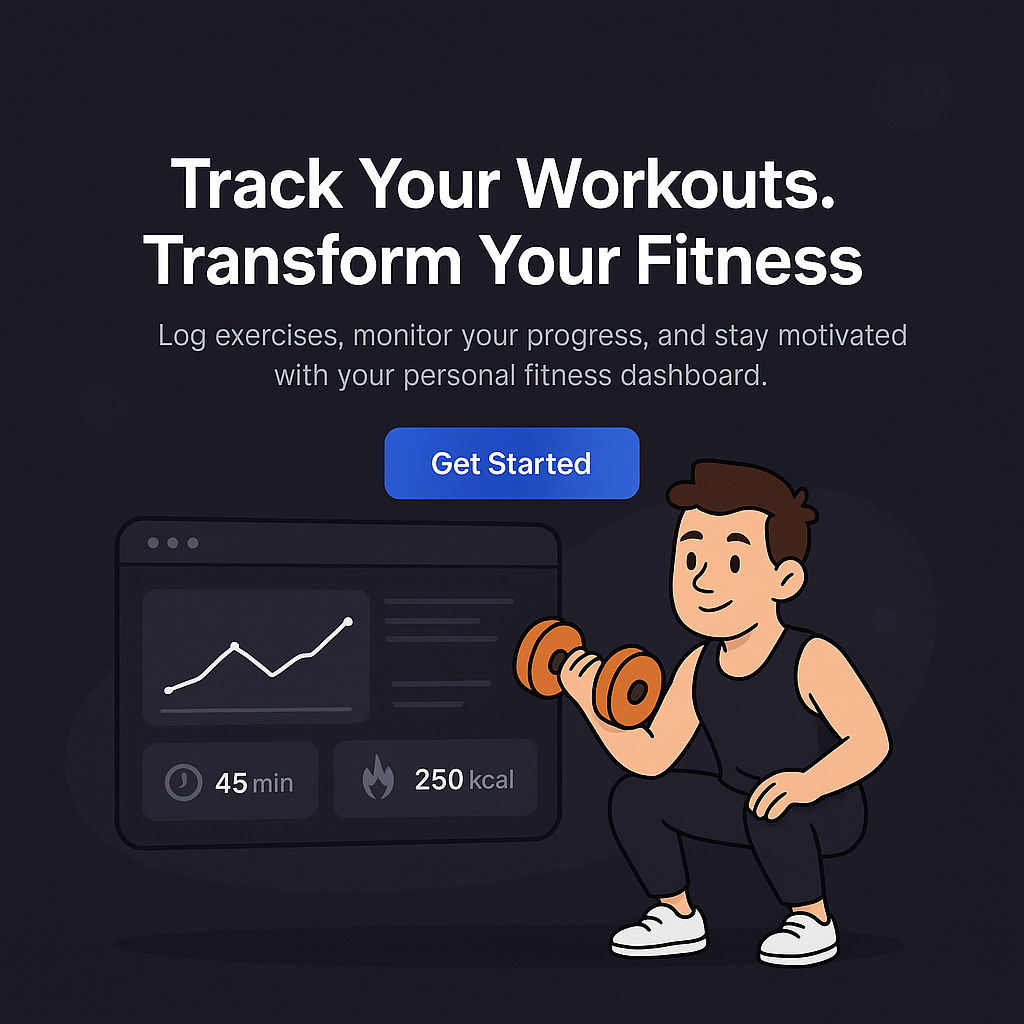 Track Your Workouts.
Transform Your Fitness
Log exercises, monitor your progress, and stay motivated
with your personal fitness dashboard.
Get Started
45 min
250 kcal